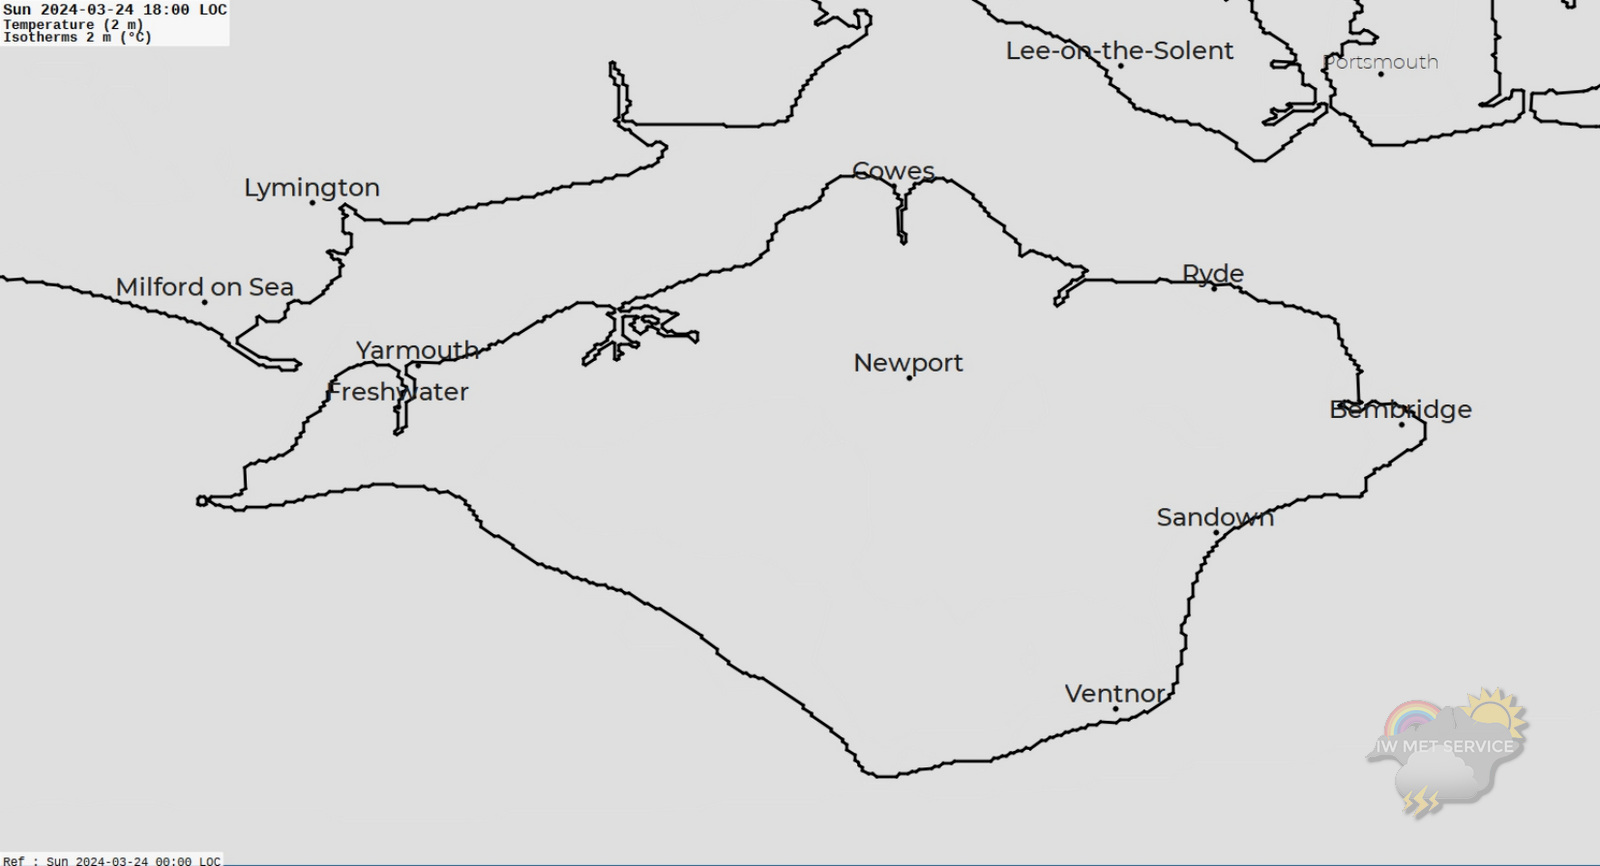 Sun 2024-03-24 18:00 LOC
Temperature (2 m)
Isotherms 2 m (°C)
Lee-on-the-Solent
Portsmouth
Cowes
Lymington
Ryde
Milford on Sea
Yarmouth
Newport
Freshwater
Bembridge
Sandown
Ventnor
IW MET SERVICE
Ref : Sun 2024-03-24 00:00 LOC